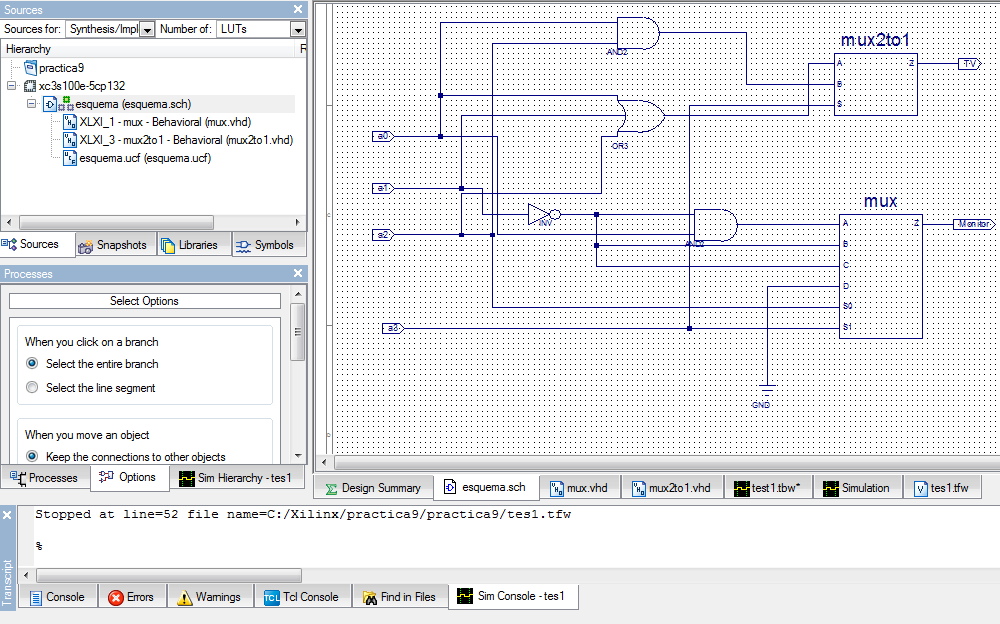 Sources
Sources for: Synthesis/Impl Number of: LUTs
Hierarchy R
practica9
xc3s100e-5cp132
esquema (esquema.sch)
XLXI_1 - mux - Behavioral (mux.vhd)
XLXI_3 - mux2to1 - Behavioral (mux2to1.vhd)
esquema.ucf (esquema.ucf)
Sources Snapshots Libraries Symbols
Processes
Select Options
When you click on a branch
Select the entire branch
Select the line segment
When you move an object
Keep the connections to other objects
Processes Options Sim Hierarchy - tes1
AND2
mux2to1
A Z TV
B
S
a0
OR3
a1
INV
a2
AND2
mux
A Z Monitor
B
C
D
S0
a3
S1
GND
Design Summary esquema.sch mux.vhd mux2to1.vhd test1.tbw* Simulation tes1.tfw
Stopped at line=52 file name=C:/Xilinx/practica9/practica9/tes1.tfw
%
Transcript
Console Errors Warnings Tcl Console Find in Files Sim Console - tes1